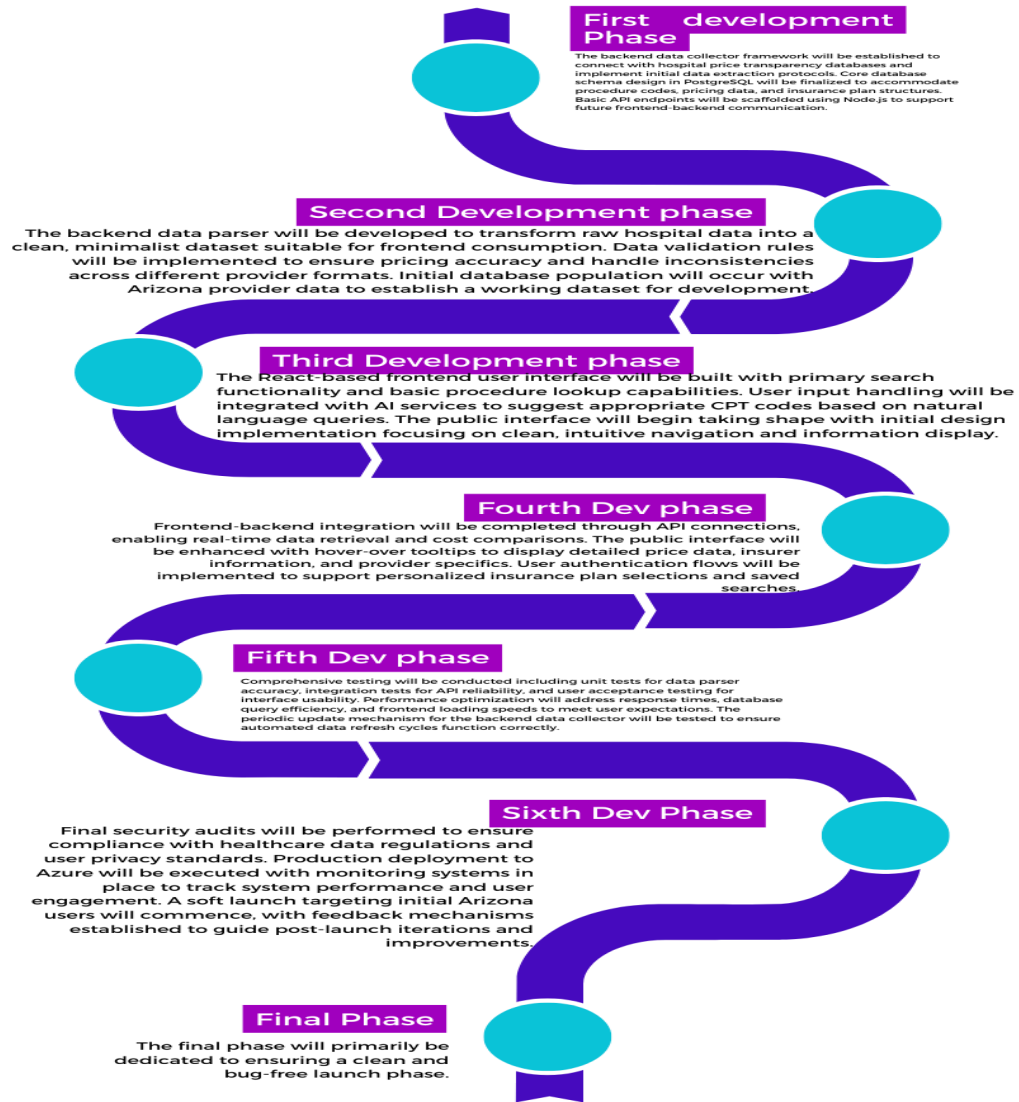 First development
Phase
The backend data collector framework will be established to
connect with hospital price transparency databases and
implement initial data extraction protocols. Core database
schema design in PostgreSQL will be finalized to accommodate
procedure codes, pricing data, and insurance plan structures.
Basic API endpoints will be scaffolded using Node.js to support
future frontend-backend communication.
Second Development phase
The backend data parser will be developed to transform raw hospital data into a
clean, minimalist dataset suitable for frontend consumption. Data validation rules
will be implemented to ensure pricing accuracy and handle inconsistencies
across different provider formats. Initial database population will occur with
Arizona provider data to establish a working dataset for development.
Third Development phase
The React-based frontend user interface will be built with primary search
functionality and basic procedure lookup capabilities. User input handling will be
integrated with AI services to suggest appropriate CPT codes based on natural
language queries. The public interface will begin taking shape with initial design
implementation focusing on clean, intuitive navigation and information display.
Fourth Dev phase
Frontend-backend integration will be completed through API connections,
enabling real-time data retrieval and cost comparisons. The public interface will
be enhanced with hover-over tooltips to display detailed price data, insurer
information, and provider specifics. User authentication flows will be
implemented to support personalized insurance plan selections and saved
searches.
Fifth Dev phase
Comprehensive testing will be conducted including unit tests for data parser
accuracy, integration tests for API reliability, and user acceptance testing for
interface usability. Performance optimization will address response times, database
query efficiency, and frontend loading speeds to meet user expectations. The
periodic update mechanism for the backend data collector will be tested to ensure
automated data refresh cycles function correctly.
Sixth Dev Phase
Final security audits will be performed to ensure
compliance with healthcare data regulations and
user privacy standards. Production deployment to
Azure will be executed with monitoring systems in
place to track system performance and user
engagement. A soft launch targeting initial Arizona
users will commence, with feedback mechanisms
established to guide post-launch iterations and
improvements.
Final Phase
The final phase will primarily be
dedicated to ensuring a clean and
bug-free launch phase.